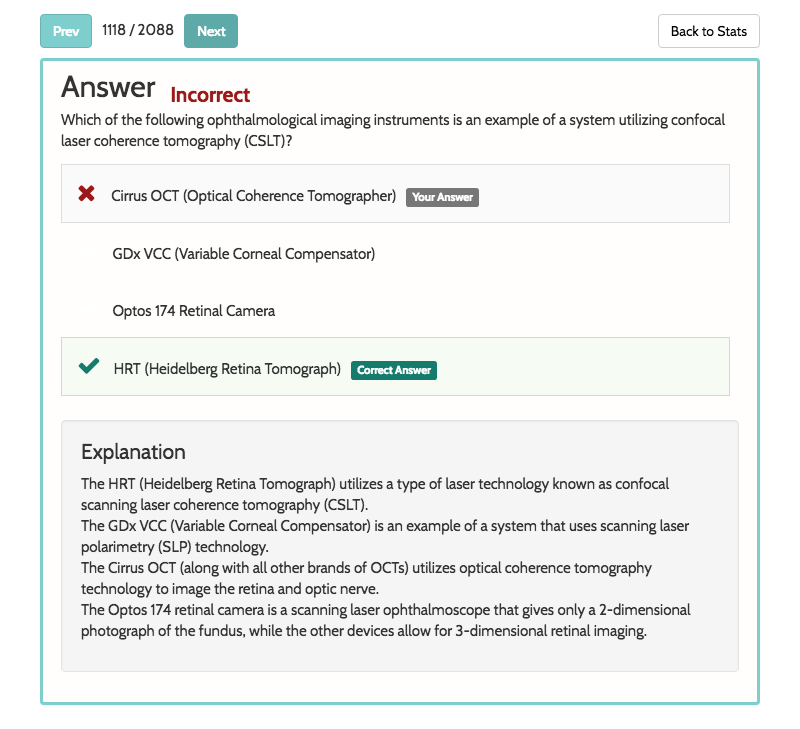 Prev 1118 / 2088 Next Back to Stats
Answer Incorrect
Which of the following ophthalmological imaging instruments is an example of a system utilizing confocal
laser coherence tomography (CSLT)?
Cirrus OCT (Optical Coherence Tomographer) Your Answer
GDx VCC (Variable Corneal Compensator)
Optos 174 Retinal Camera
HRT (Heidelberg Retina Tomograph) Correct Answer
Explanation
The HRT (Heidelberg Retina Tomograph) utilizes a type of laser technology known as confocal
scanning laser coherence tomography (CSLT).
The GDx VCC (Variable Corneal Compensator) is an example of a system that uses scanning laser
polarimetry (SLP) technology.
The Cirrus OCT (along with all other brands of OCTs) utilizes optical coherence tomography
technology to image the retina and optic nerve.
The Optos 174 retinal camera is a scanning laser ophthalmoscope that gives only a 2-dimensional
photograph of the fundus, while the other devices allow for 3-dimensional retinal imaging.